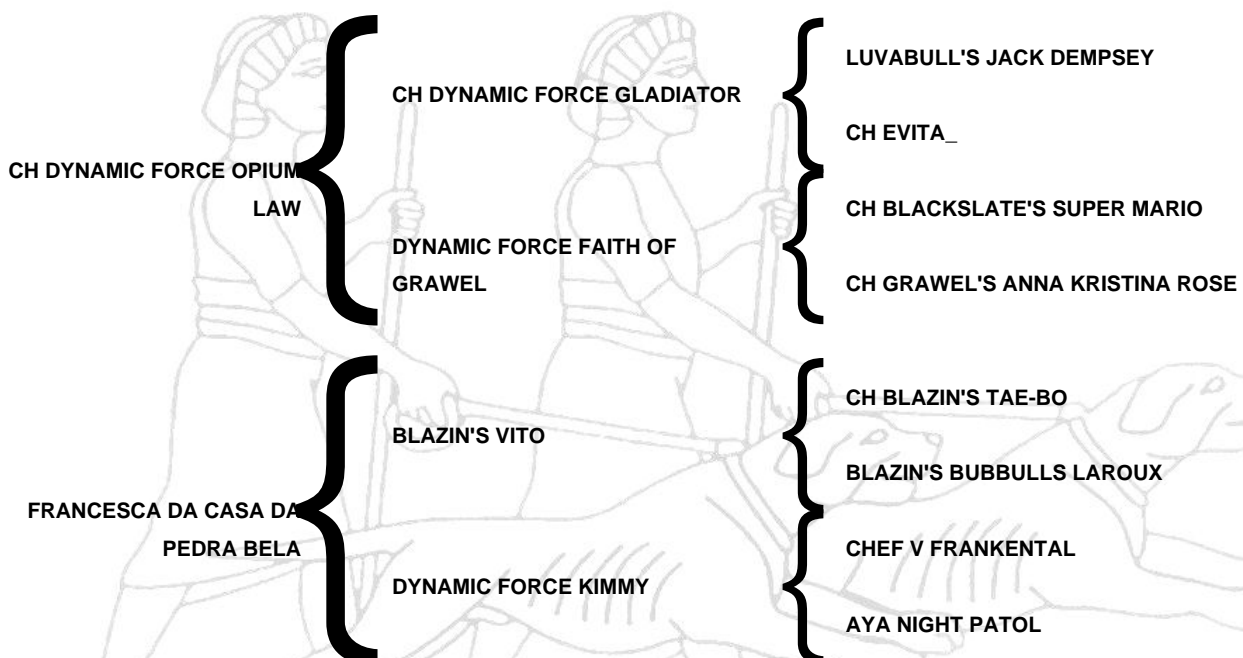 LUVABULL'S JACK DEMPSEY
CH DYNAMIC FORCE GLADIATOR
CH EVITA_
CH DYNAMIC FORCE OPIUM
LAW
CH BLACKSLATE'S SUPER MARIO
DYNAMIC FORCE FAITH OF
GRAWEL
CH GRAWEL'S ANNA KRISTINA ROSE
CH BLAZIN'S TAE-BO
BLAZIN'S VITO
BLAZIN'S BUBBULLS LAROUX
FRANCESCA DA CASA DA
PEDRA BELA
CHEF V FRANKENTAL
DYNAMIC FORCE KIMMY
AYA NIGHT PATOL